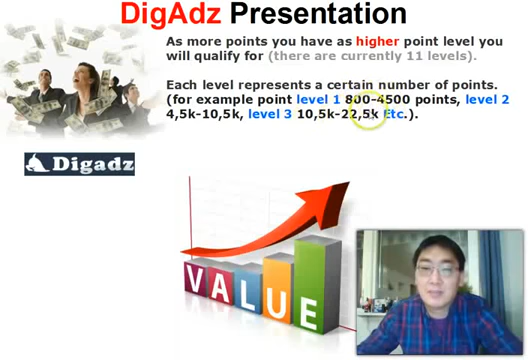 DigAdz Presentation
As more points you have as higher point level you
will qualify for (there are currently 11 levels).
Each level represents a certain number of points.
(for example point level 1 800-4500 points, level 2
4,5k-10,5k, level 3 10,5k-22,5k Etc.).
Digadz
VALUE